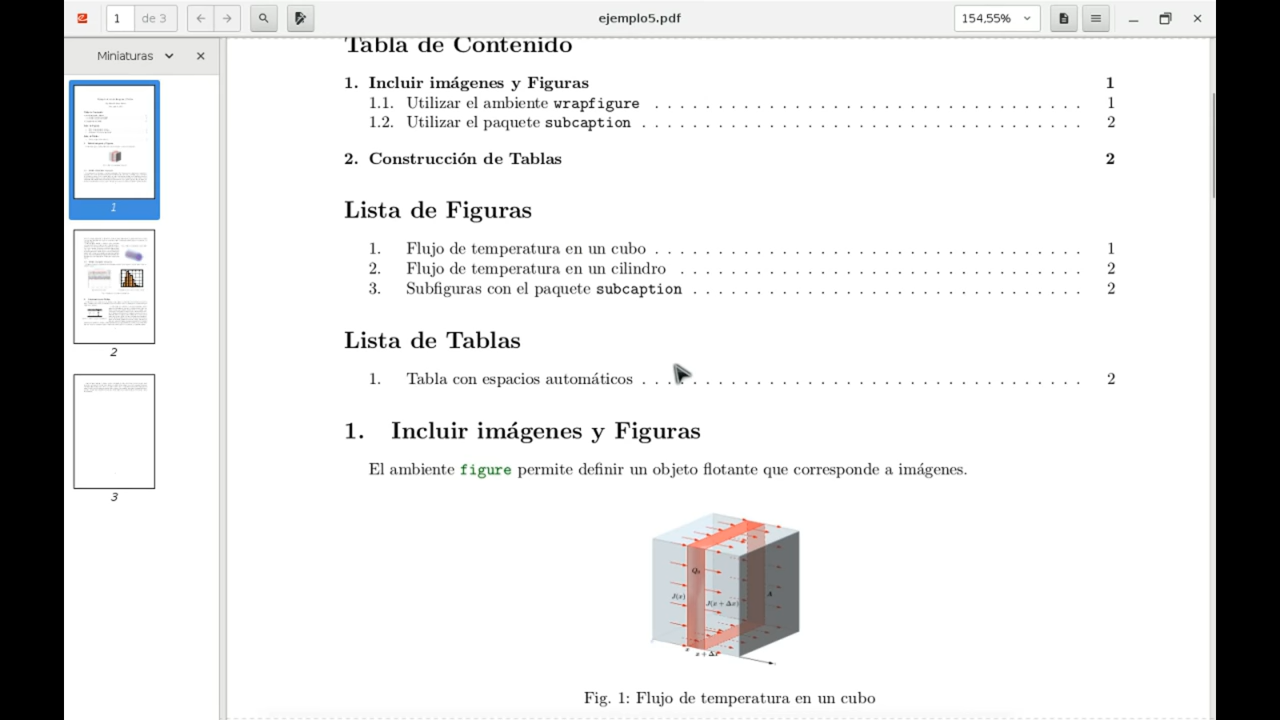 1
de 3
ejemplo5.pdf
154,55%
Miniaturas
1
2
3
Tabla de Contenido
1. Incluir imágenes y Figuras 1
1.1. Utilizar el ambiente wrapfigure . . . . . . . . . . . . . . . . . . . . . . . . 1
1.2. Utilizar el paquete subcaption . . . . . . . . . . . . . . . . . . . . . . . . 2
2. Construcción de Tablas 2
Lista de Figuras
1. Flujo de temperatura en un cubo . . . . . . . . . . . . . . . . . . . . . . . . 1
2. Flujo de temperatura en un cilindro . . . . . . . . . . . . . . . . . . . . . . . 2
3. Subfiguras con el paquete subcaption . . . . . . . . . . . . . . . . . . . . . . 2
Lista de Tablas
1. Tabla con espacios automáticos . . . . . . . . . . . . . . . . . . . . . . . . 2
1. Incluir imágenes y Figuras
El ambiente figure permite definir un objeto flotante que corresponde a imágenes.
J(x)
J(x + Δx)
A
x
x + Δx
Fig. 1: Flujo de temperatura en un cubo